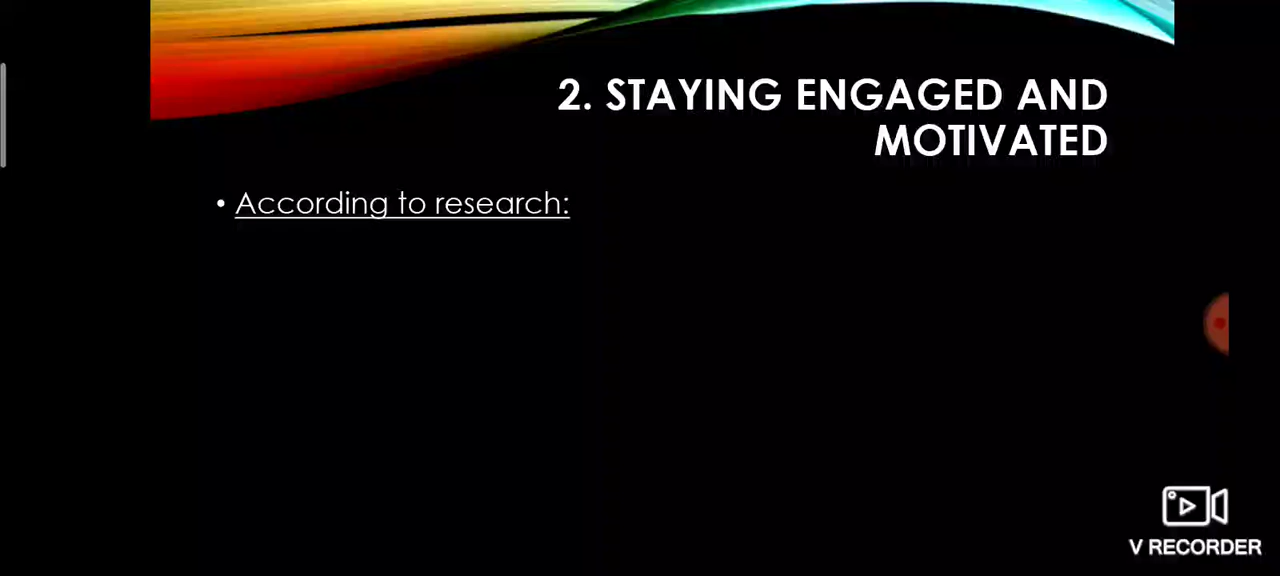 2. STAYING ENGAGED AND
MOTIVATED
• According to research:
V RECORDER